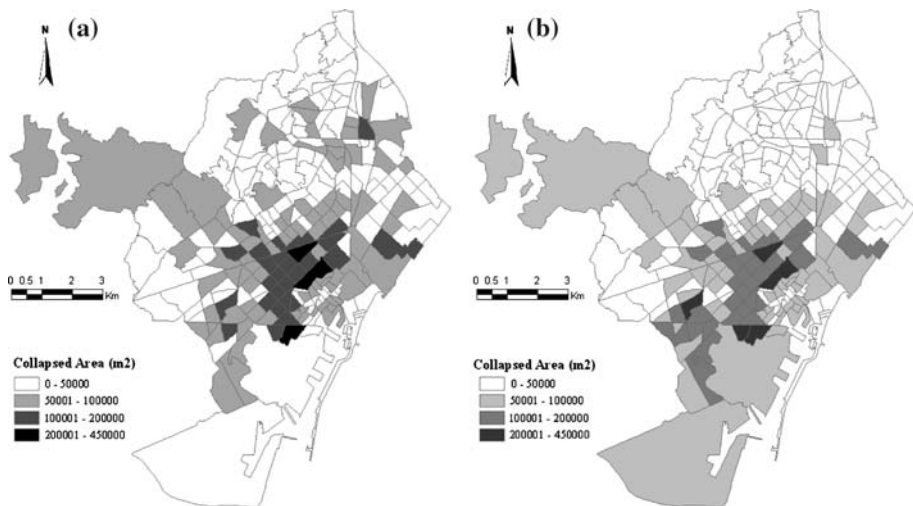 N
(a)
0 0.5 1 2 3
Km
Collapsed Area (m2)
0 - 50000
50001 - 100000
100001 - 200000
200001 - 450000
N
(b)
0 0.5 1 2 3
Km
Collapsed Area (m2)
0 - 50000
50001 - 100000
100001 - 200000
200001 - 450000